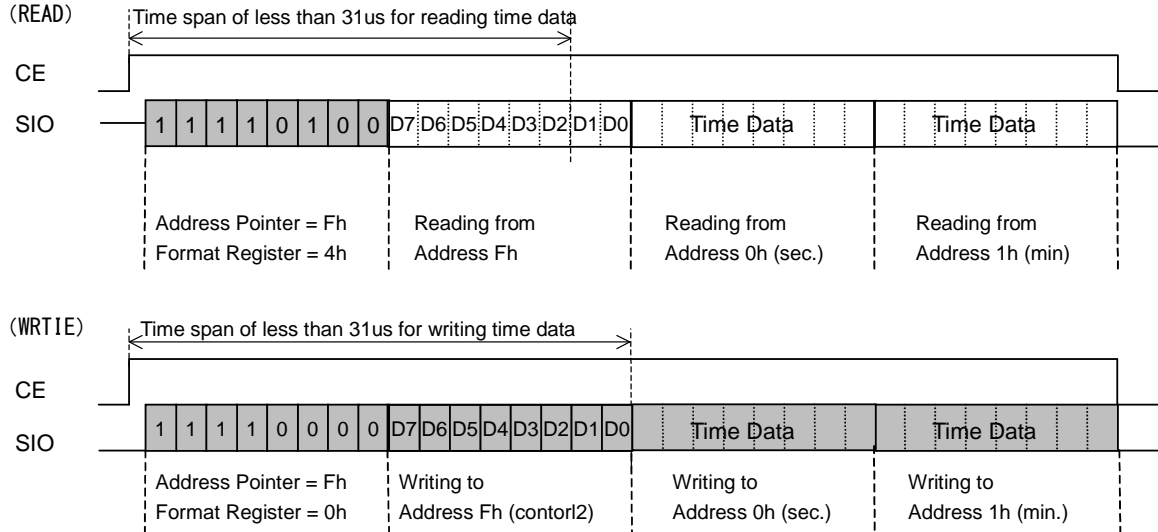 (READ)
Time span of less than 31us for reading time data
CE
SIO 1 1 1 1 0 1 0 0 D7 D6 D5 D4 D3 D2 D1 D0 Time Data Time Data
Address Pointer = Fh Reading from Reading from Reading from
Format Register = 4h Address Fh Address 0h (sec.) Address 1h (min)
(WRTIE)
Time span of less than 31us for writing time data
CE
SIO 1 1 1 1 0 0 0 0 D7 D6 D5 D4 D3 D2 D1 D0 Time Data Time Data
Address Pointer = Fh Writing to Writing to Writing to
Format Register = 0h Address Fh (contorl2) Address 0h (sec.) Address 1h (min.)